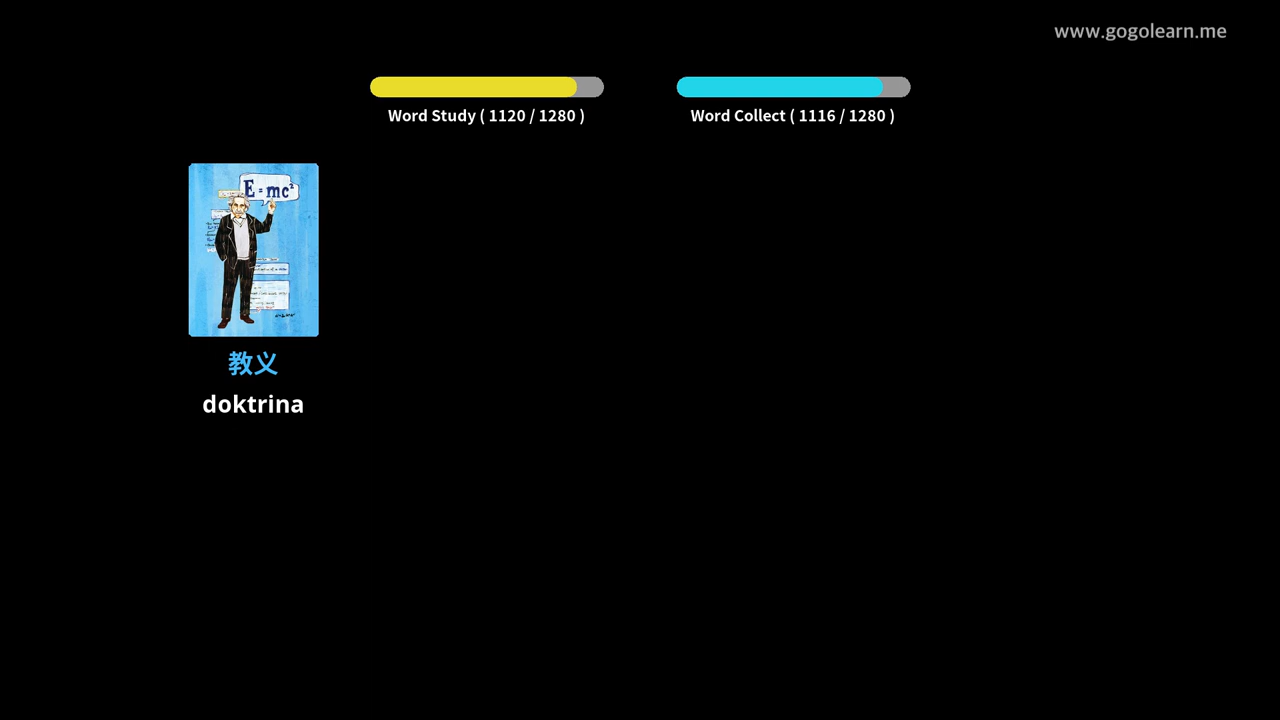 www.gogolearn.me
Word Study ( 1120 / 1280 )
Word Collect ( 1116 / 1280 )
E=mc²
教义
doktrina